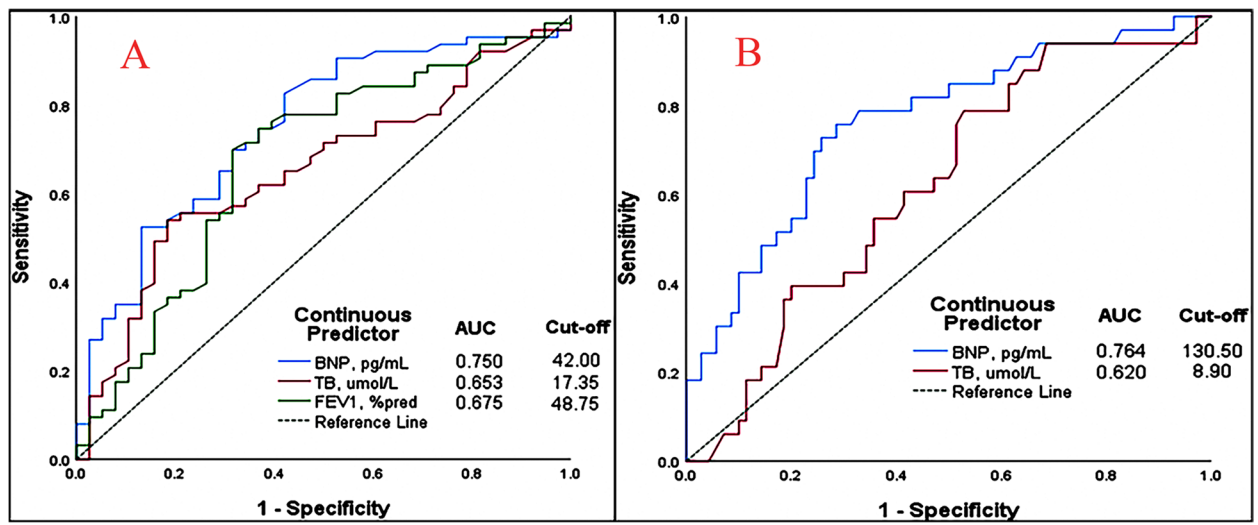 A
1.0
0.8
0.6
0.4
0.2
0.0
Sensitivity
Continuous Predictor AUC Cut-off
BNP, pg/mL 0.750 42.00
TB, umol/L 0.653 17.35
FEV1, %pred 0.675 48.75
Reference Line
0.0 0.2 0.4 0.6 0.8 1.0
1 - Specificity
B
1.0
0.8
0.6
0.4
0.2
0.0
Sensitivity
Continuous Predictor AUC Cut-off
BNP, pg/mL 0.764 130.50
TB, umol/L 0.620 8.90
Reference Line
0.0 0.2 0.4 0.6 0.8 1.0
1 - Specificity